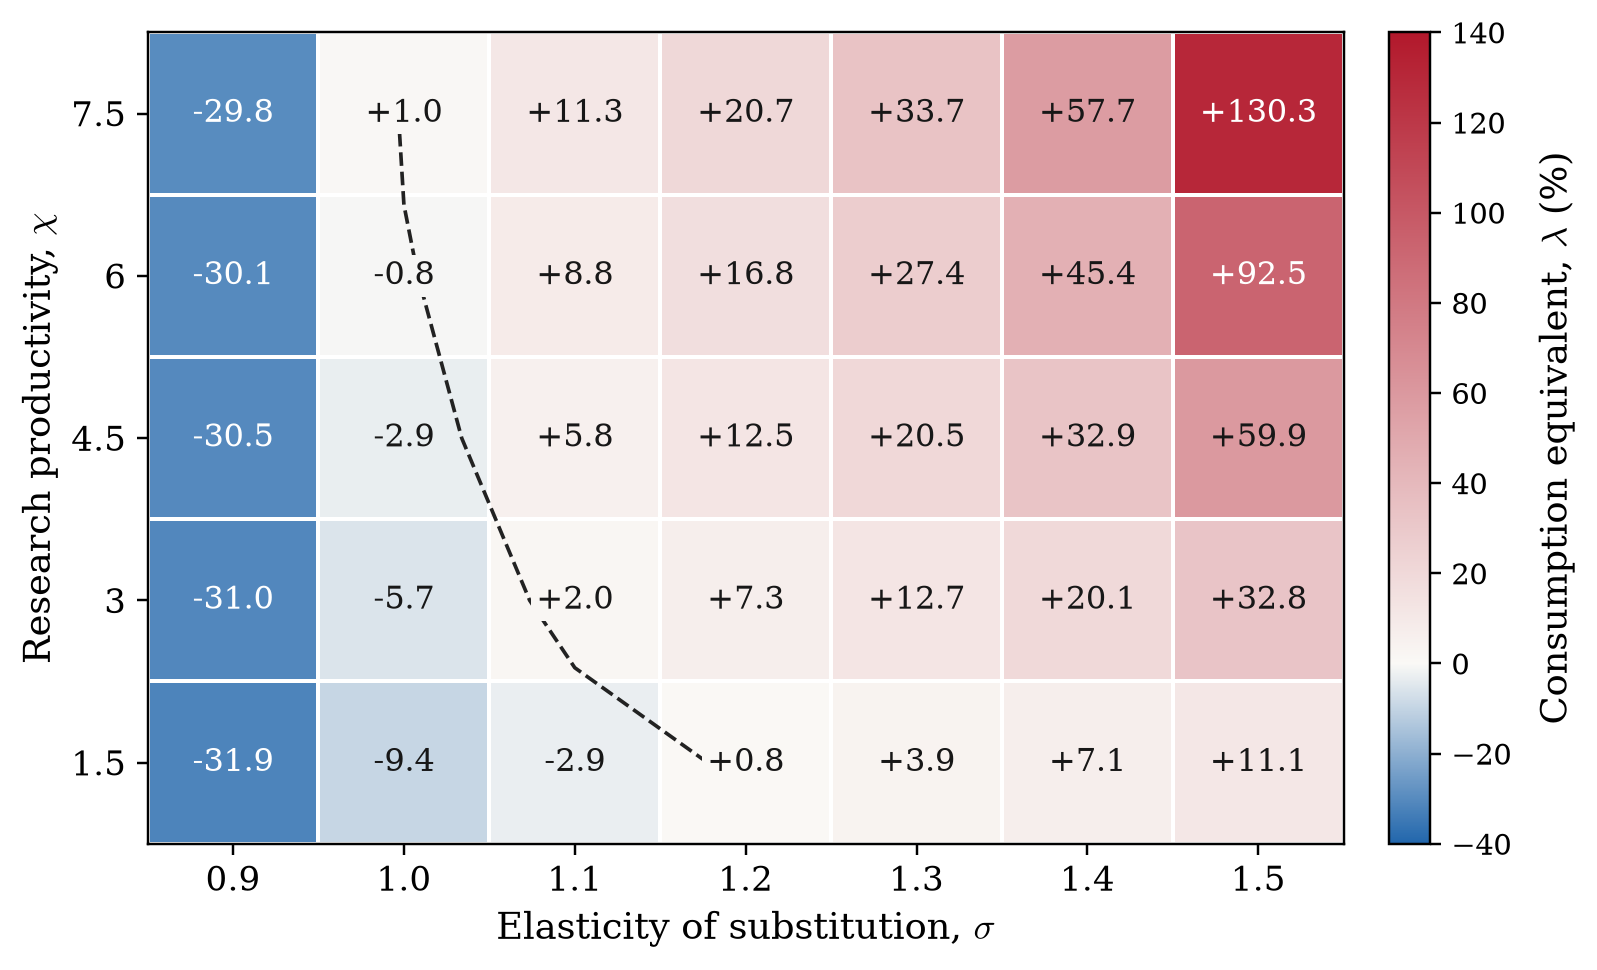 Research productivity, χ
7.5 -29.8 +1.0 +11.3 +20.7 +33.7 +57.7 +130.3
6 -30.1 -0.8 +8.8 +16.8 +27.4 +45.4 +92.5
4.5 -30.5 -2.9 +5.8 +12.5 +20.5 +32.9 +59.9
3 -31.0 -5.7 +2.0 +7.3 +12.7 +20.1 +32.8
1.5 -31.9 -9.4 -2.9 +0.8 +3.9 +7.1 +11.1
0.9 1.0 1.1 1.2 1.3 1.4 1.5
Elasticity of substitution, σ
140
120
100
80
60
40
20
0
−20
−40
Consumption equivalent, λ (%)